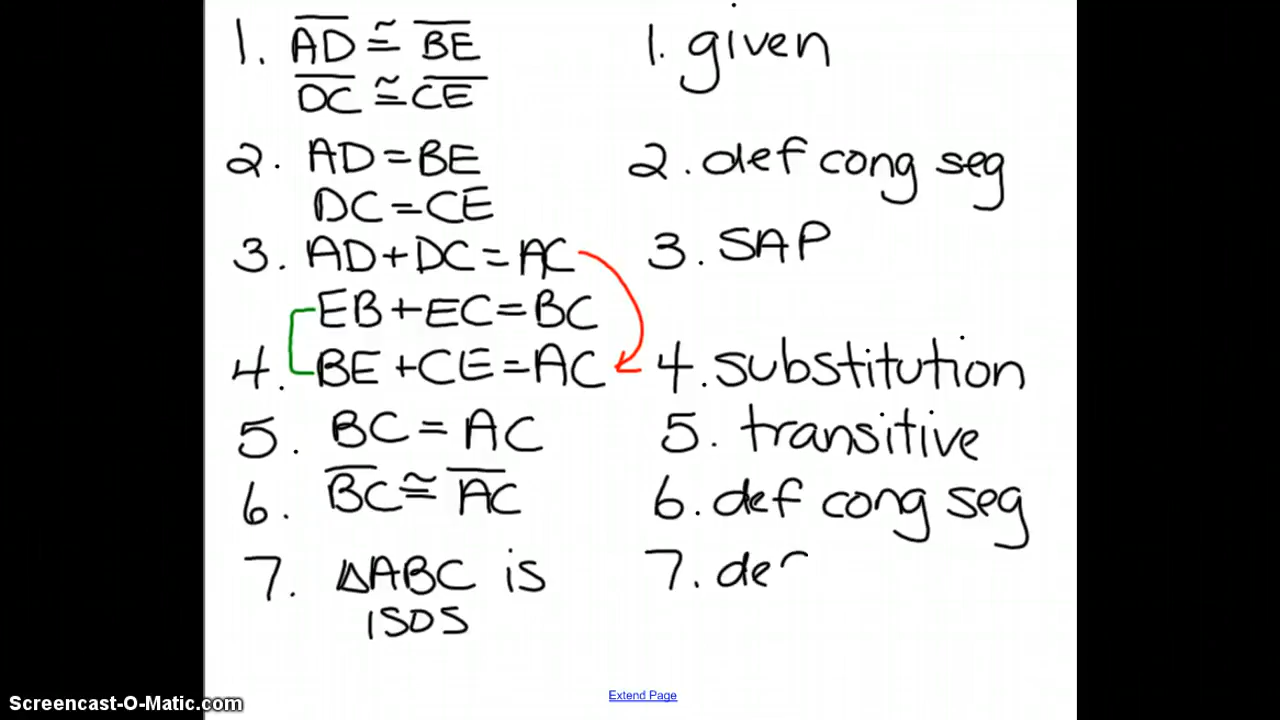 1. AD ≅ BE 1. given
DC ≅ CE
2. AD = BE 2. def cong seg
DC = CE
3. AD + DC = AC 3. SAP
EB + EC = BC
4. BE + CE = AC 4. substitution
5. BC = AC 5. transitive
6. BC ≅ AC 6. def cong seg
7. △ABC is 7. de
isos
Extend Page
Screencast-O-Matic.com